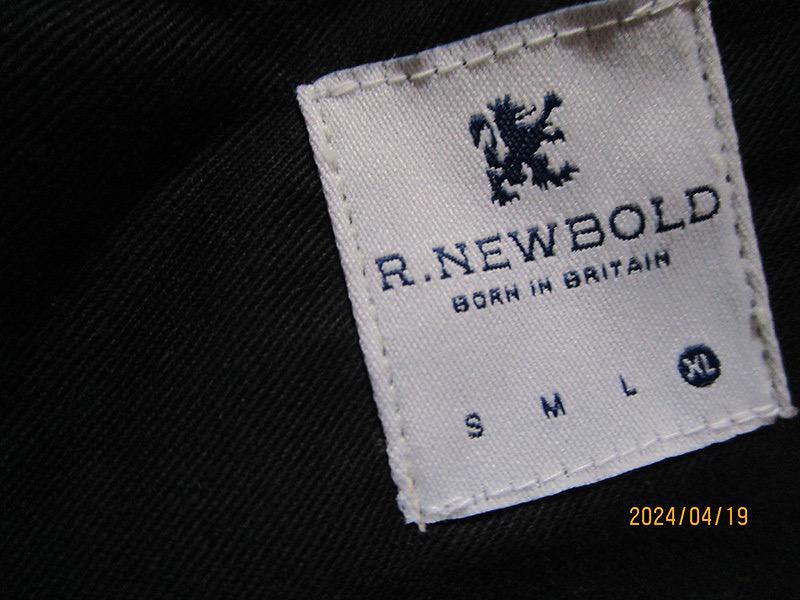 R.NEWBOLD
BORN IN BRITAIN
S M L XL
2024/04/19